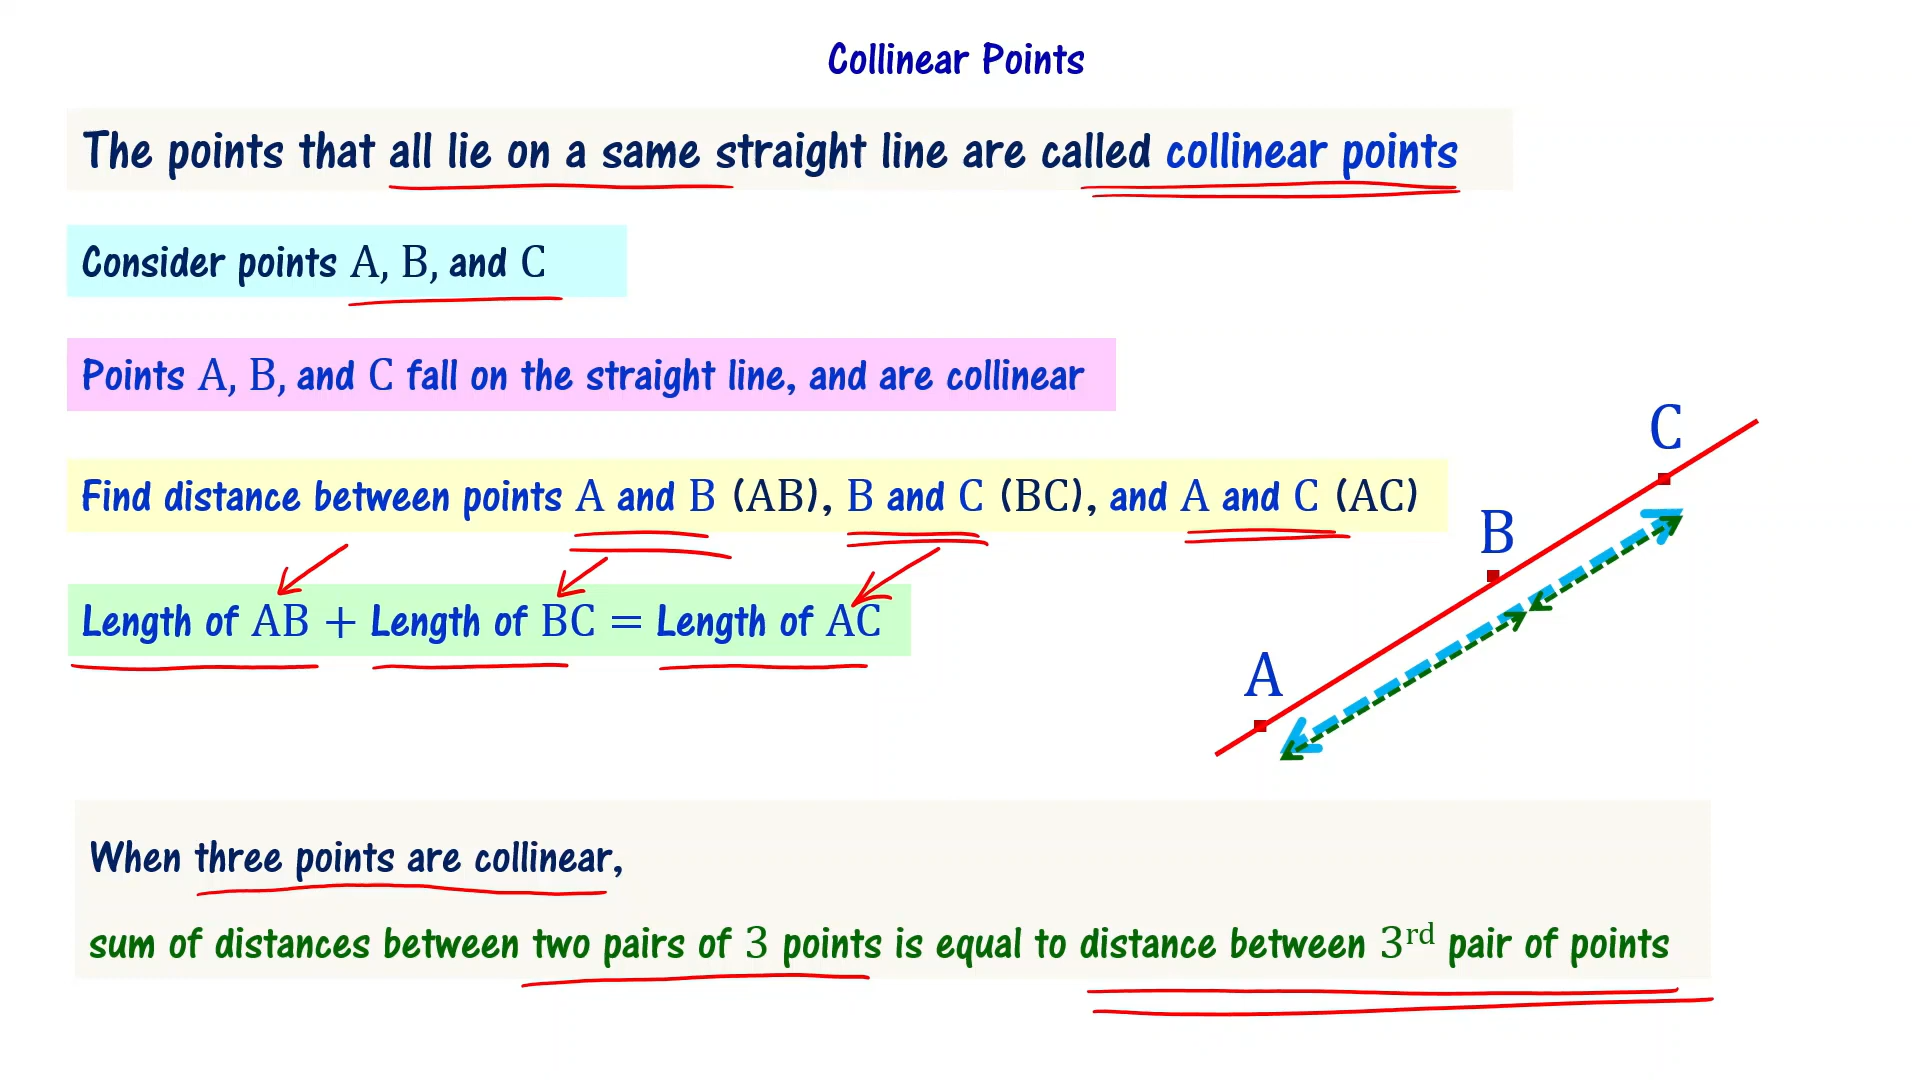 Collinear Points
The points that all lie on a same straight line are called collinear points
Consider points A, B, and C
Points A, B, and C fall on the straight line, and are collinear
Find distance between points A and B (AB), B and C (BC), and A and C (AC)
Length of AB + Length of BC = Length of AC
C
B
A
When three points are collinear,
sum of distances between two pairs of 3 points is equal to distance between 3rd pair of points